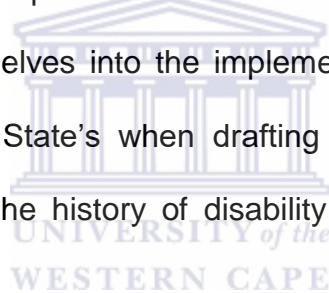 elves into the impleme
State's when drafting
he history of disability
UNIVERSITY of the
WESTERN CAPE